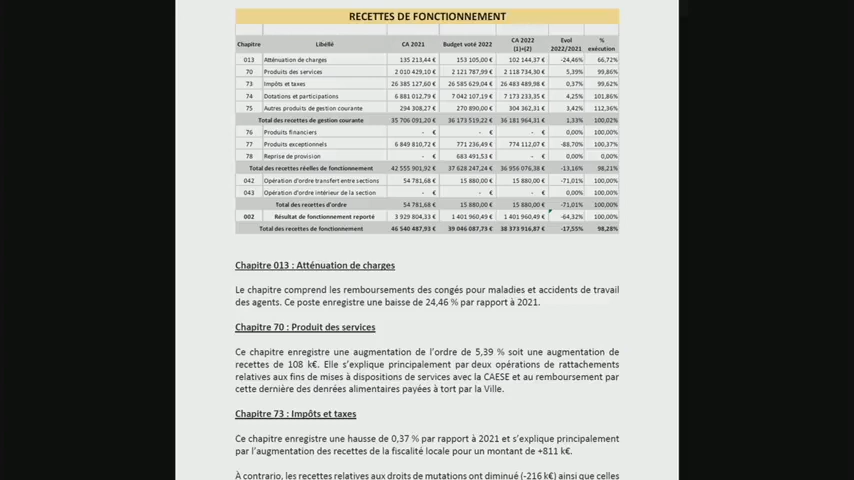 RECETTES DE FONCTIONNEMENT
Chapitre Libéllé CA 2021 Budget voté 2022 CA 2022 (1)+(2) Evol 2022/2021 % exécution
013 Atténuation de charges 135 213,44 € 153 105,00 € 102 144,37 € -24,46% 66,72%
70 Produits des services 2 010 429,10 € 2 121 787,99 € 2 118 734,30 € 5,39% 99,86%
73 Impôts et taxes 26 385 127,60 € 26 585 629,04 € 26 483 489,98 € 0,37% 99,62%
74 Dotations et participations 6 881 012,79 € 7 042 107,19 € 7 173 233,35 € 4,25% 101,86%
75 Autres produits de gestion courante 294 308,27 € 270 890,00 € 304 362,31 € 3,42% 112,36%
Total des recettes de gestion courante 35 706 091,20 € 36 173 519,22 € 36 181 964,31 € 1,33% 100,02%
76 Produits financiers - € - € - € 0,00% 100,00%
77 Produits exceptionnels 6 849 810,72 € 771 236,49 € 774 112,07 € -88,70% 100,37%
78 Reprise de provision 683 491,53 € - € 0,00% 0,00%
Total des recettes réelles de fonctionnement 42 555 901,92 € 37 628 247,24 € 36 956 076,38 € -13,16% 98,21%
042 Opération d'ordre transfert entre sections 54 781,68 € 15 880,00 € 15 880,00 € -71,01% 100,00%
043 Opération d'ordre intérieur de la section - € - € - € 0,00% 100,00%
Total des recettes d'ordre 54 781,68 € 15 880,00 € 15 880,00 € -71,01% 100,00%
002 Résultat de fonctionnement reporté 3 929 804,33 € 1 401 960,49 € 1 401 960,49 € -64,32% 100,00%
Total des recettes de fonctionnement 46 540 487,93 € 39 046 087,73 € 38 373 916,87 € -17,55% 98,28%
Chapitre 013 : Atténuation de charges
Le chapitre comprend les remboursements des congés pour maladies et accidents de travail
des agents. Ce poste enregistre une baisse de 24,46 % par rapport à 2021.
Chapitre 70 : Produit des services
Ce chapitre enregistre une augmentation de l'ordre de 5,39 % soit une augmentation de
recettes de 108 k€. Elle s'explique principalement par deux opérations de rattachements
relatives aux fins de mises à dispositions de services avec la CAESE et au remboursement par
cette dernière des denrées alimentaires payées à tort par la Ville.
Chapitre 73 : Impôts et taxes
Ce chapitre enregistre une hausse de 0,37 % par rapport à 2021 et s'explique principalement
par l'augmentation des recettes de la fiscalité locale pour un montant de +811 k€.
À contrario, les recettes relatives aux droits de mutations ont diminué (-216 k€) ainsi que celles